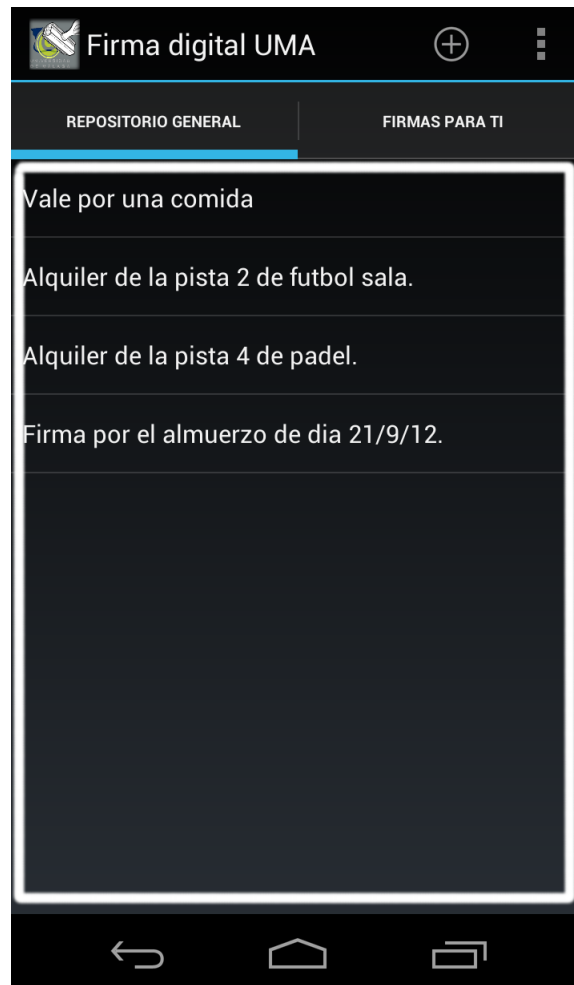 Firma digital UMA
REPOSITORIO GENERAL
FIRMAS PARA TI
Vale por una comida
Alquiler de la pista 2 de futbol sala.
Alquiler de la pista 4 de padel.
Firma por el almuerzo de dia 21/9/12.